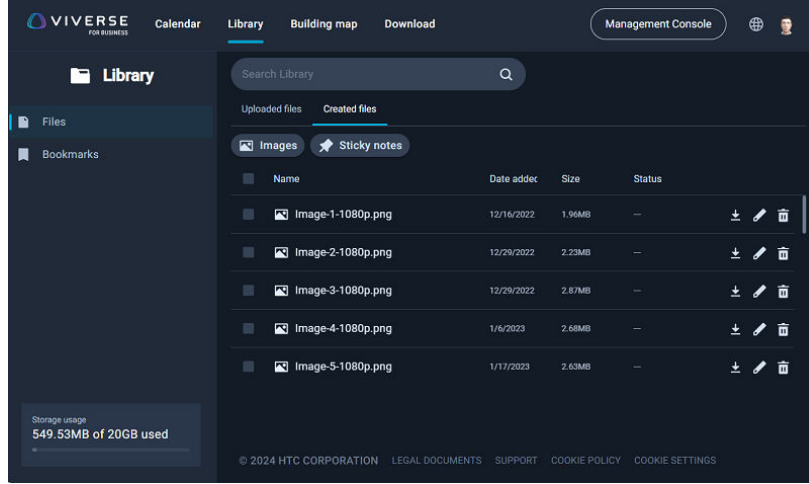 VIVERSE
FOR BUSINESS
Calendar
Library
Building map
Download
Management Console
Library
Files
Bookmarks
Storage usage
549.53MB of 20GB used
Search Library
Uploaded files
Created files
Images
Sticky notes
Name Date added Size Status
Image-1-1080p.png 12/16/2022 1.96MB —
Image-2-1080p.png 12/29/2022 2.23MB —
Image-3-1080p.png 12/29/2022 2.87MB —
Image-4-1080p.png 1/6/2023 2.68MB —
Image-5-1080p.png 1/17/2023 2.63MB —
© 2024 HTC CORPORATION LEGAL DOCUMENTS SUPPORT COOKIE POLICY COOKIE SETTINGS